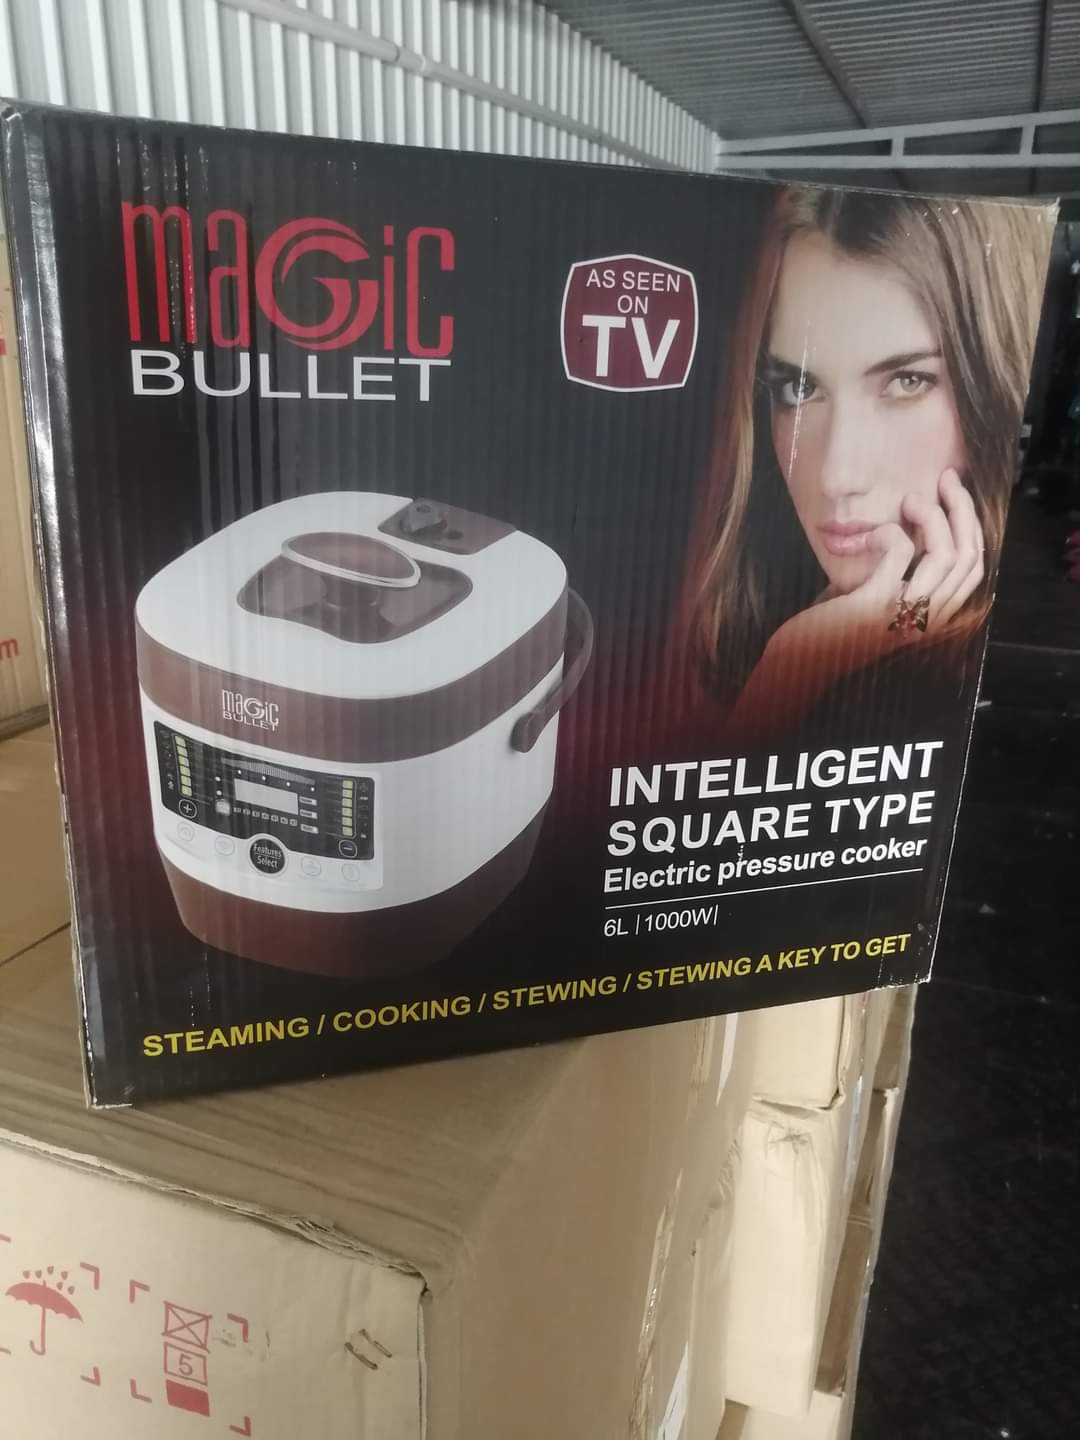 magic
BULLET
AS SEEN
ON
TV
magic
BULLET
Features
Select
INTELLIGENT
SQUARE TYPE
Electric pressure cooker
6L | 1000W|
STEAMING / COOKING / STEWING / STEWING A KEY TO GET
m
5